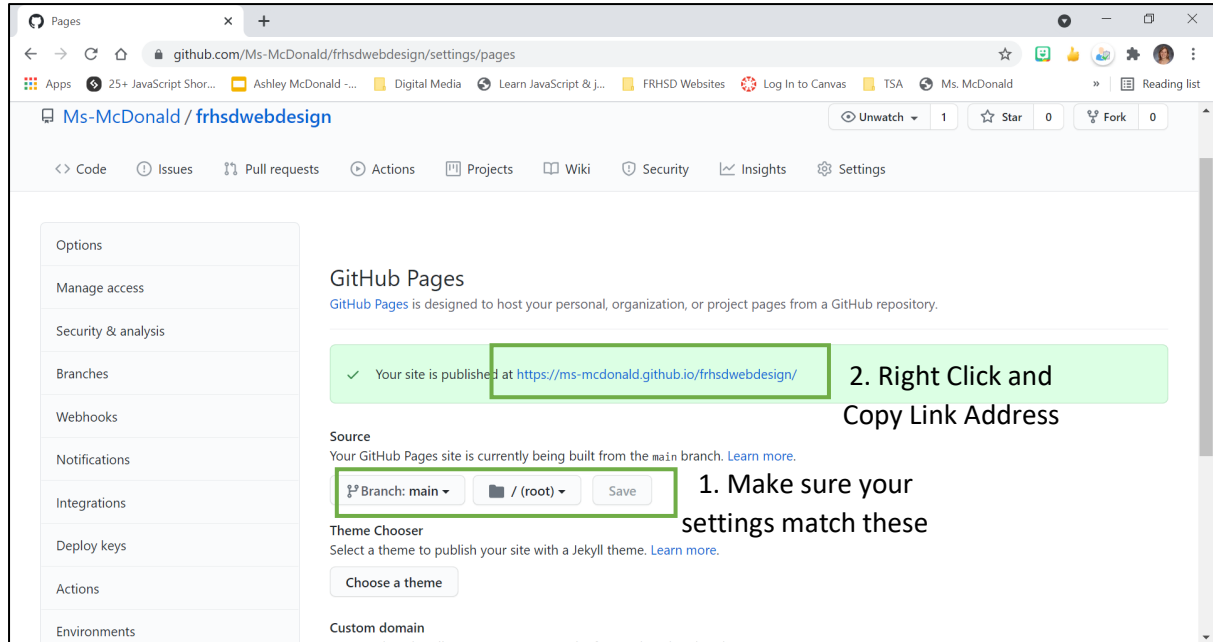 Pages
github.com/Ms-McDonald/frhsdwebdesign/settings/pages
Apps 25+ JavaScript Shor... Ashley McDonald -... Digital Media Learn JavaScript & j... FRHSD Websites Log In to Canvas TSA Ms. McDonald » Reading list
Ms-McDonald / frhsdwebdesign
Unwatch 1 Star 0 Fork 0
<> Code Issues Pull requests Actions Projects Wiki Security Insights Settings
Options
Manage access
Security & analysis
Branches
Webhooks
Notifications
Integrations
Deploy keys
Actions
Environments
GitHub Pages
GitHub Pages is designed to host your personal, organization, or project pages from a GitHub repository.
Your site is published at https://ms-mcdonald.github.io/frhsdwebdesign/
2. Right Click and
Copy Link Address
Source
Your GitHub Pages site is currently being built from the main branch. Learn more.
Branch: main / (root) Save
1. Make sure your
settings match these
Theme Chooser
Select a theme to publish your site with a Jekyll theme. Learn more.
Choose a theme
Custom domain